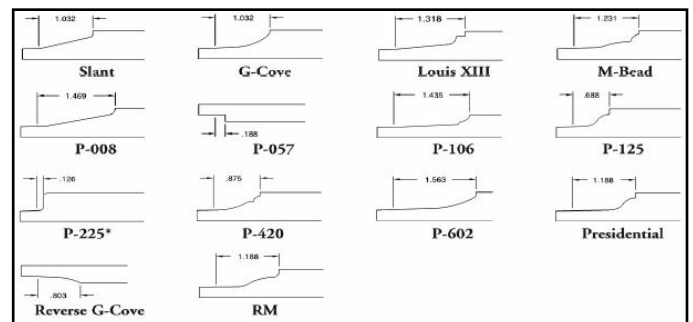 1.032 1.032 1.318 1.231
Slant G-Cove Louis XIII M-Bead
1.469 1.435 .688
.188
P-008 P-057 P-106 P-125
.126 .875 1.563 1.188
P-225* P-420 P-602 Presidential
1.188
.803
Reverse G-Cove RM